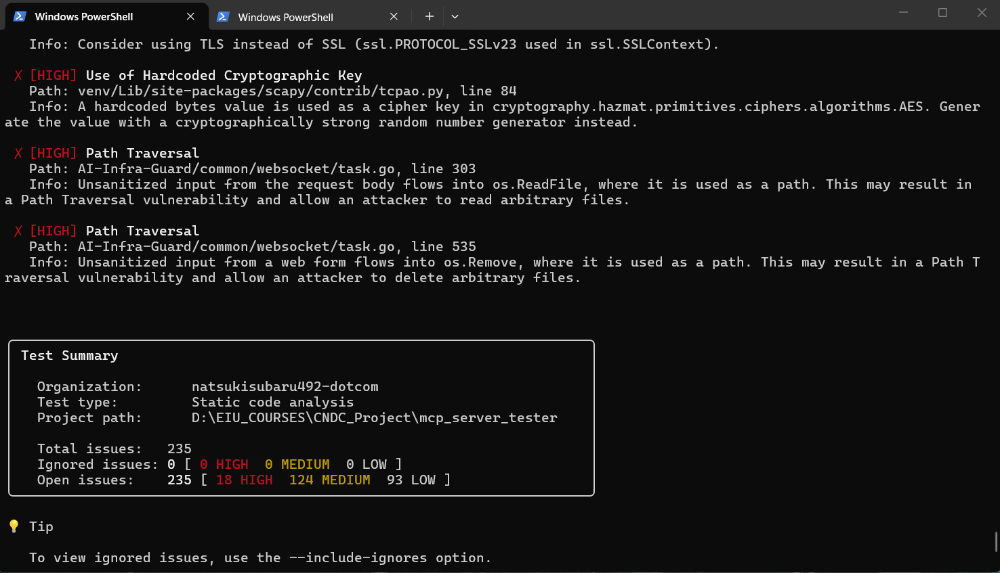 Windows PowerShell
Windows PowerShell
Info: Consider using TLS instead of SSL (ssl.PROTOCOL_SSLv23 used in ssl.SSLContext).
✗ [HIGH] Use of Hardcoded Cryptographic Key
Path: venv/Lib/site-packages/scapy/contrib/tcpao.py, line 84
Info: A hardcoded bytes value is used as a cipher key in cryptography.hazmat.primitives.ciphers.algorithms.AES. Gener
ate the value with a cryptographically strong random number generator instead.
✗ [HIGH] Path Traversal
Path: AI-Infra-Guard/common/websocket/task.go, line 303
Info: Unsanitized input from the request body flows into os.ReadFile, where it is used as a path. This may result in
a Path Traversal vulnerability and allow an attacker to read arbitrary files.
✗ [HIGH] Path Traversal
Path: AI-Infra-Guard/common/websocket/task.go, line 535
Info: Unsanitized input from a web form flows into os.Remove, where it is used as a path. This may result in a Path T
raversal vulnerability and allow an attacker to delete arbitrary files.
Test Summary
Organization: natsukisubaru492-dotcom
Test type: Static code analysis
Project path: D:\EIU_COURSES\CNDC_Project\mcp_server_tester
Total issues: 235
Ignored issues: 0 [ 0 HIGH 0 MEDIUM 0 LOW ]
Open issues: 235 [ 18 HIGH 124 MEDIUM 93 LOW ]
💡 Tip
To view ignored issues, use the --include-ignores option.